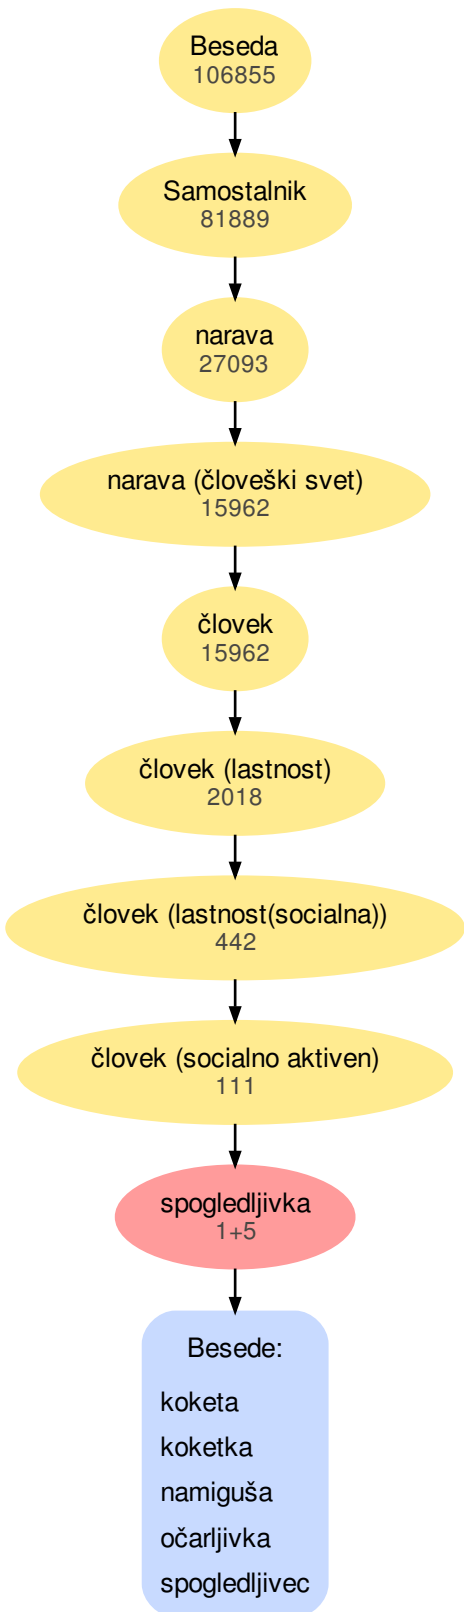 Beseda
106855
Samostalnik
81889
narava
27093
narava (človeški svet)
15962
človek
15962
človek (lastnost)
2018
človek (lastnost(socialna))
442
človek (socialno aktiven)
111
spogledljivka
1+5
Besede:
koketa
koketka
namiguša
očarljivka
spogledljivec